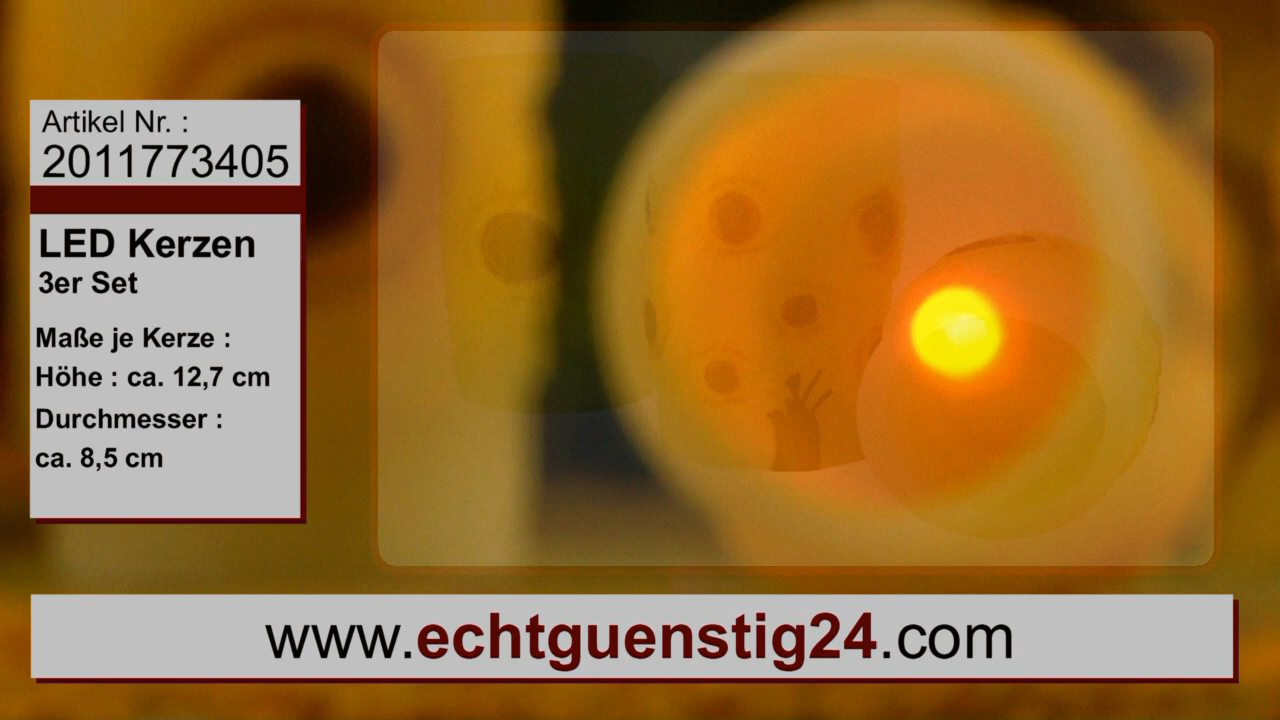 Artikel Nr. :
2011773405
LED Kerzen
3er Set
Maße je Kerze :
Höhe : ca. 12,7 cm
Durchmesser :
ca. 8,5 cm
www.echtguenstig24.com